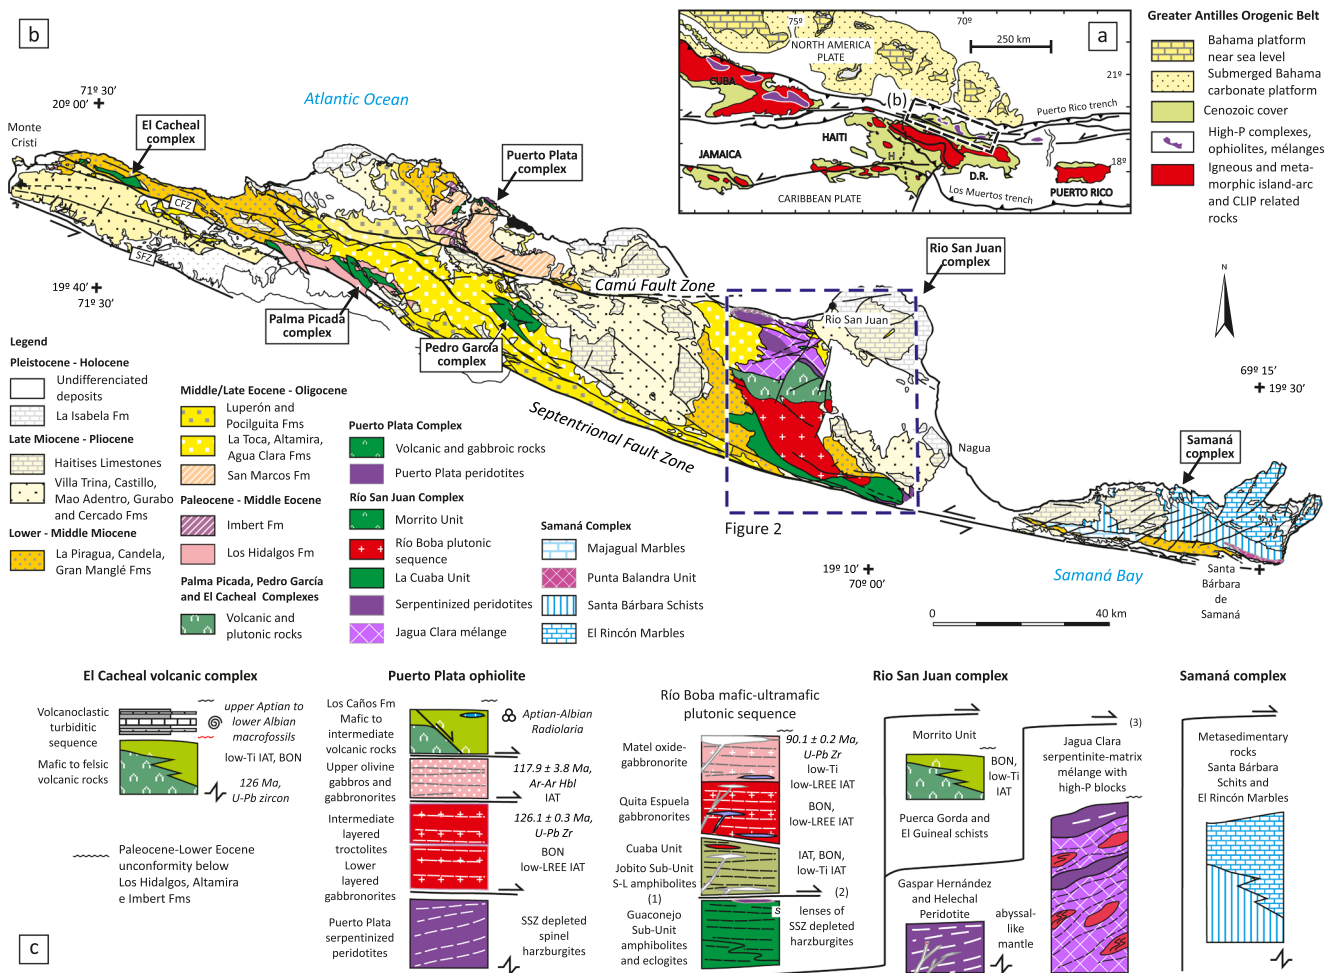 b
71º 30’
20º 00’
Atlantic Ocean
Monte
Cristi
El Cacheal
complex
Puerto Plata
complex
CFZ
SFZ
19º 40’
71º 30’
Palma Picada
complex
Pedro García
complex
Camú Fault Zone
Septentrional Fault Zone
Rio San Juan
complex
Rio San Juan
Figure 2
Nagua
N
69º 15’
19º 30’
Samaná
complex
19º 10’
70º 00’
Samaná Bay
Santa
Bárbara
de
Samaná
0
40 km
a
75º
70º
250 km
NORTH AMERICA
PLATE
21º
CUBA
(b)
Puerto Rico trench
HAITI
H
18º
JAMAICA
D.R.
PUERTO RICO
CARIBBEAN PLATE
Los Muertos trench
Greater Antilles Orogenic Belt
Bahama platform
near sea level
Submerged Bahama
carbonate platform
Cenozoic cover
High-P complexes,
ophiolites, mélanges
Igneous and meta-
morphic island-arc
and CLIP related
rocks
Legend
Pleistocene - Holocene
Undifferenciated
deposits
La Isabela Fm
Late Miocene - Pliocene
Haitises Limestones
Villa Trina, Castillo,
Mao Adentro, Gurabo
and Cercado Fms
Lower - Middle Miocene
La Piragua, Candela,
Gran Manglé Fms
Middle/Late Eocene - Oligocene
Luperón and
Pocilguita Fms
La Toca, Altamira,
Agua Clara Fms
San Marcos Fm
Paleocene - Middle Eocene
Imbert Fm
Los Hidalgos Fm
Palma Picada, Pedro García
and El Cacheal Complexes
Volcanic and
plutonic rocks
Puerto Plata Complex
Volcanic and gabbroic rocks
Puerto Plata peridotites
Río San Juan Complex
Morrito Unit
Río Boba plutonic
sequence
La Cuaba Unit
Serpentinized peridotites
Jagua Clara mélange
Samaná Complex
Majagual Marbles
Punta Balandra Unit
Santa Bárbara Schists
El Rincón Marbles
c
El Cacheal volcanic complex
Volcanoclastic
turbiditic
sequence
upper Aptian to
lower Albian
macrofossils
Mafic to felsic
volcanic rocks
low-Ti IAT, BON
126 Ma,
U-Pb zircon
Paleocene-Lower Eocene
unconformity below
Los Hidalgos, Altamira
e Imbert Fms
Puerto Plata ophiolite
Los Caños Fm
Mafic to
intermediate
volcanic rocks
Aptian-Albian
Radiolaria
Upper olivine
gabbros and
gabbronorites
117.9 ± 3.8 Ma,
Ar-Ar Hbl
IAT
Intermediate
layered
troctolites
126.1 ± 0.3 Ma,
U-Pb Zr
Lower
layered
gabbronorites
BON
low-LREE IAT
Puerto Plata
serpentinized
peridotites
SSZ depleted
spinel
harzburgites
Rio San Juan complex
Río Boba mafic-ultramafic
plutonic sequence
Matel oxide-
gabbronorite
90.1 ± 0.2 Ma,
U-Pb Zr
low-Ti
low-LREE IAT
Quita Espuela
gabbronorites
BON,
low-LREE IAT
Cuaba Unit
Jobito Sub-Unit
S-L amphibolites
(1)
IAT, BON,
low-Ti IAT
(2)
Guaconejo
Sub-Unit
amphibolites
and eclogites
S
lenses of
SSZ depleted
harzburgites
Morrito Unit
BON,
low-Ti
IAT
Puerca Gorda and
El Guineal schists
Gaspar Hernández
and Helechal
Peridotite
abyssal-
like
mantle
(3)
Jagua Clara
serpentinite-matrix
mélange with
high-P blocks
Samaná complex
Metasedimentary
rocks
Santa Bárbara
Schits and
El Rincón Marbles